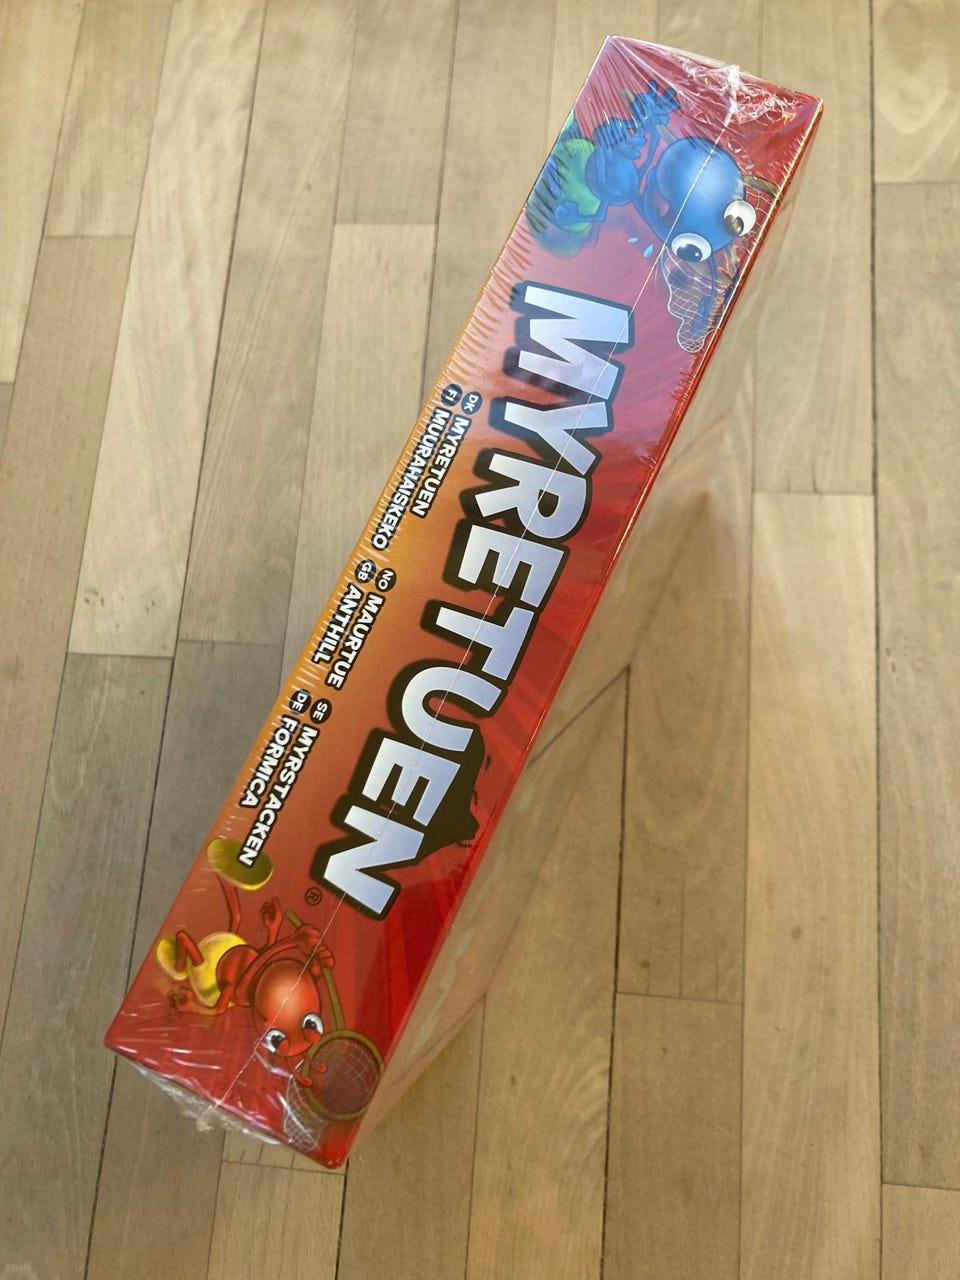 MYRETUEN®
DK MYRETUEN NO MAURTUE SE MYRSTACKEN
FI MUURAHAISKEKO GB ANTHILL DE FORMICA